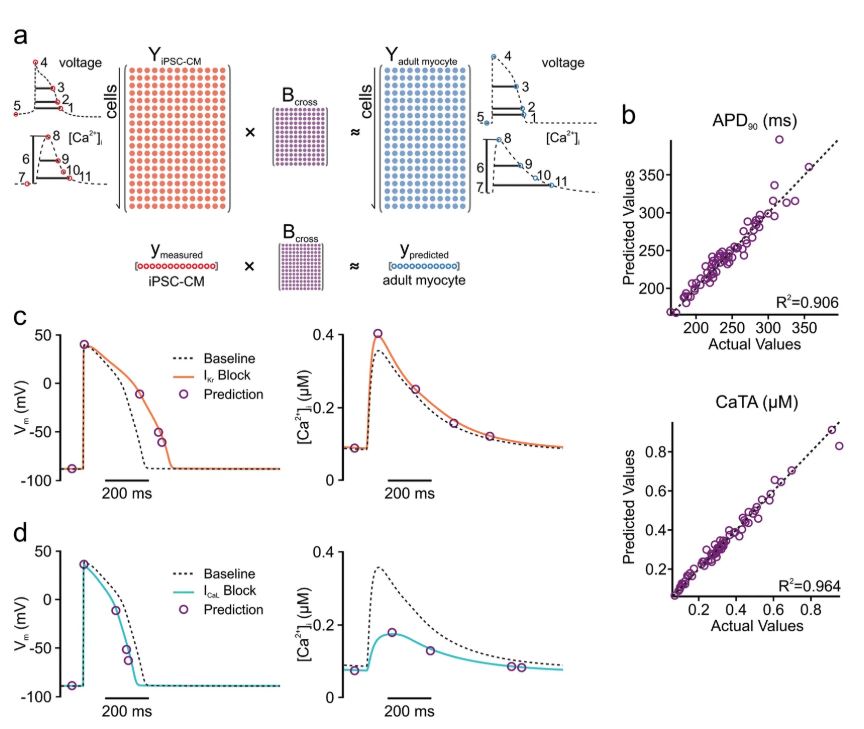 a
voltage
4
3
2
1
5
[Ca²⁺]ᵢ
8
6
9
10
7
11
cells
Y iPSC-CM
×
B cross
≈
cells
Y adult myocyte
voltage
4
3
2
1
5
[Ca²⁺]ᵢ
8
6
9
10
7
11
y measured
[ ]
iPSC-CM
×
B cross
≈
y predicted
[ ]
adult myocyte
b
APD₉₀ (ms)
Predicted Values
350
300
250
200
R²=0.906
200 250 300 350
Actual Values
CaTA (µM)
Predicted Values
0.8
0.6
0.4
0.2
R²=0.964
0.2 0.4 0.6 0.8
Actual Values
c
Vₘ (mV)
50
0
-50
-100
Baseline
I Kr Block
Prediction
200 ms
[Ca²⁺]ᵢ (µM)
0.4
0.2
0
200 ms
d
Vₘ (mV)
50
0
-50
-100
Baseline
I CaL Block
Prediction
200 ms
[Ca²⁺]ᵢ (µM)
0.4
0.2
0
200 ms